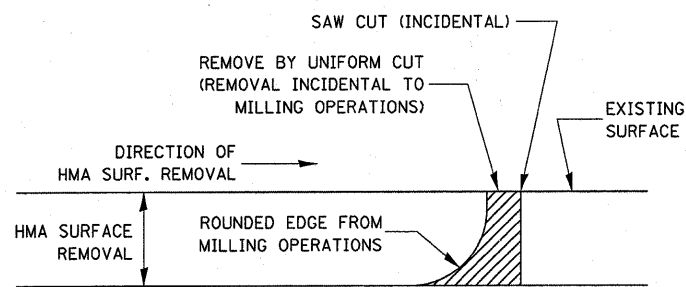 SAW CUT (INCIDENTAL)
REMOVE BY UNIFORM CUT
(REMOVAL INCIDENTAL TO
MILLING OPERATIONS)
EXISTING
SURFACE
DIRECTION OF
HMA SURF. REMOVAL
HMA SURFACE
REMOVAL
ROUNDED EDGE FROM
MILLING OPERATIONS